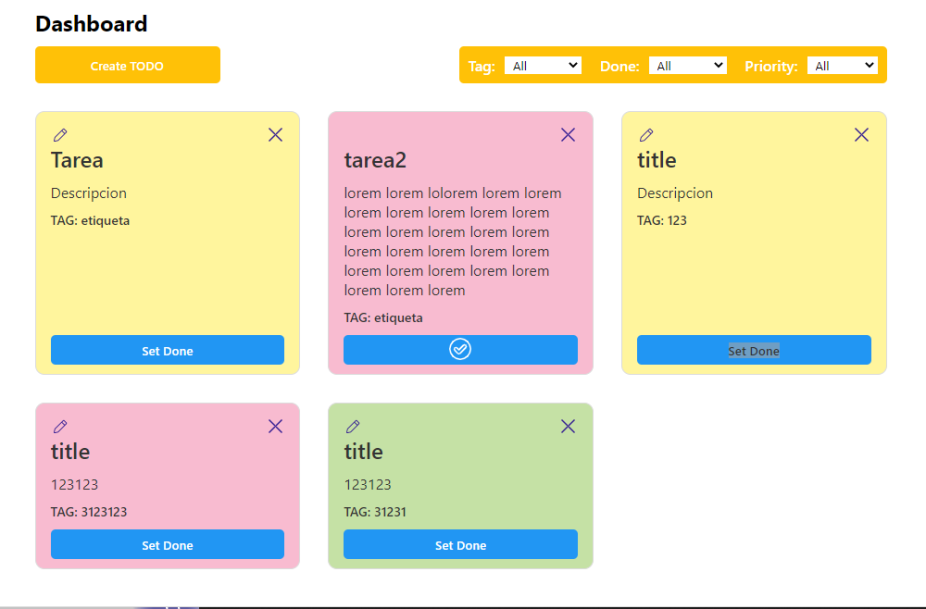 Dashboard
Create TODO
Tag: All Done: All Priority: All
Tarea
Descripcion
TAG: etiqueta
Set Done
tarea2
lorem lorem lolorem lorem lorem
lorem lorem lorem lorem lorem
lorem lorem lorem lorem lorem
lorem lorem lorem lorem lorem
lorem lorem lorem lorem lorem
lorem lorem lorem
TAG: etiqueta
title
Descripcion
TAG: 123
Set Done
title
123123
TAG: 3123123
Set Done
title
123123
TAG: 31231
Set Done